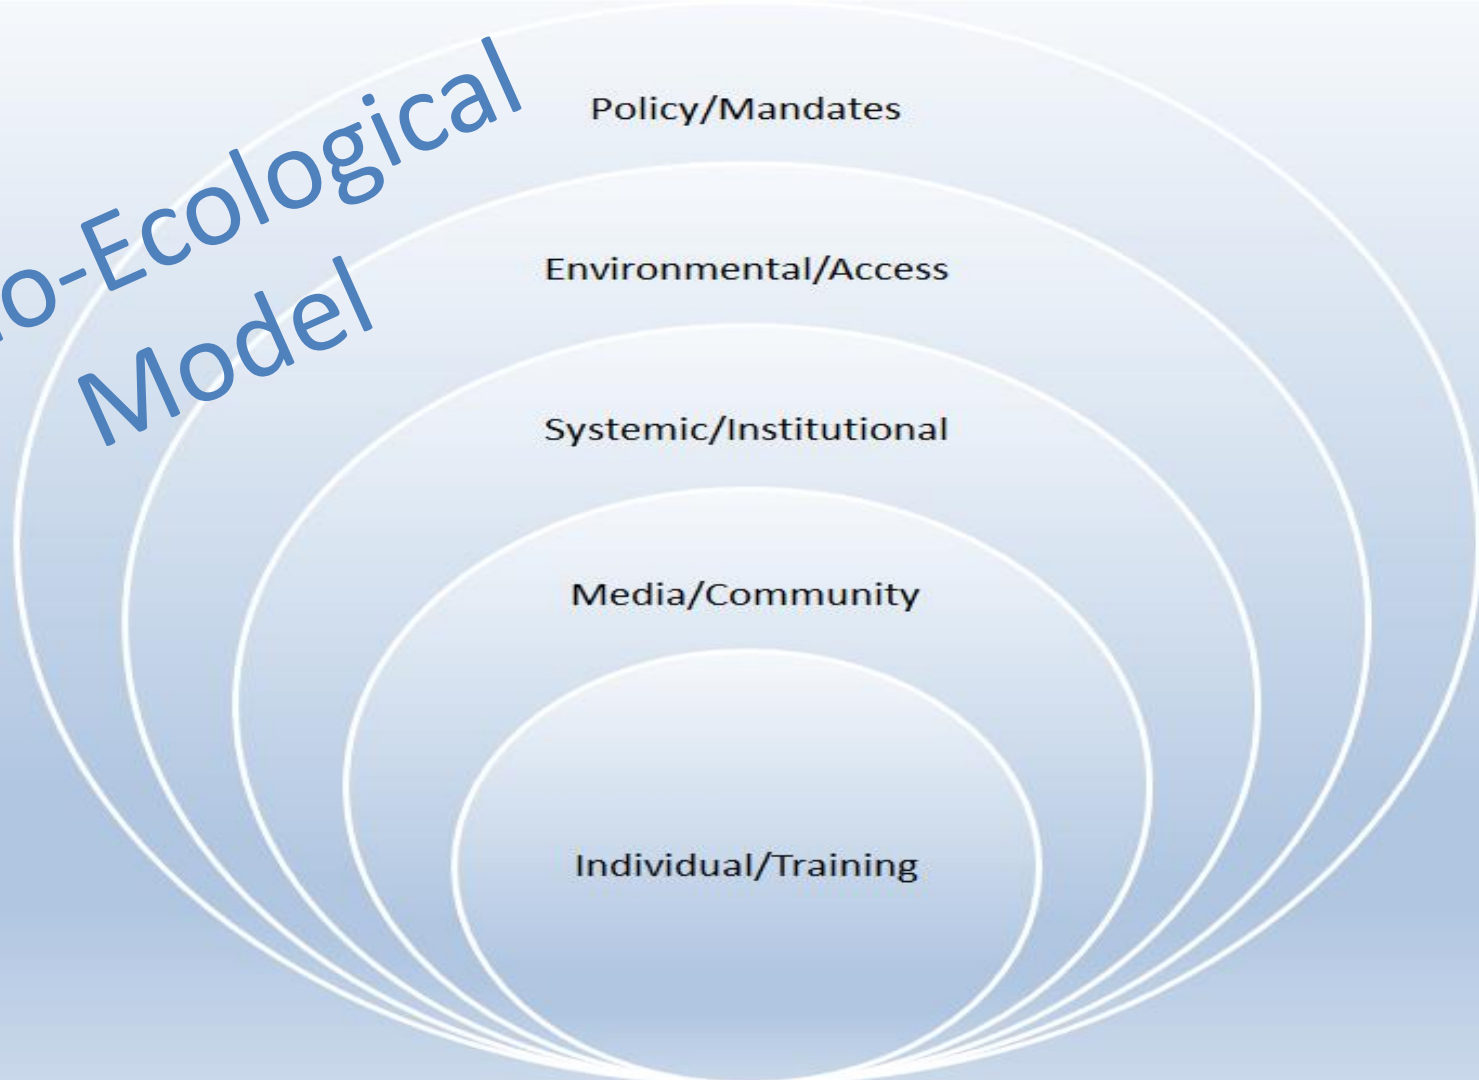 o-Ecological
Model
Policy/Mandates
Environmental/Access
Systemic/Institutional
Media/Community
Individual/Training